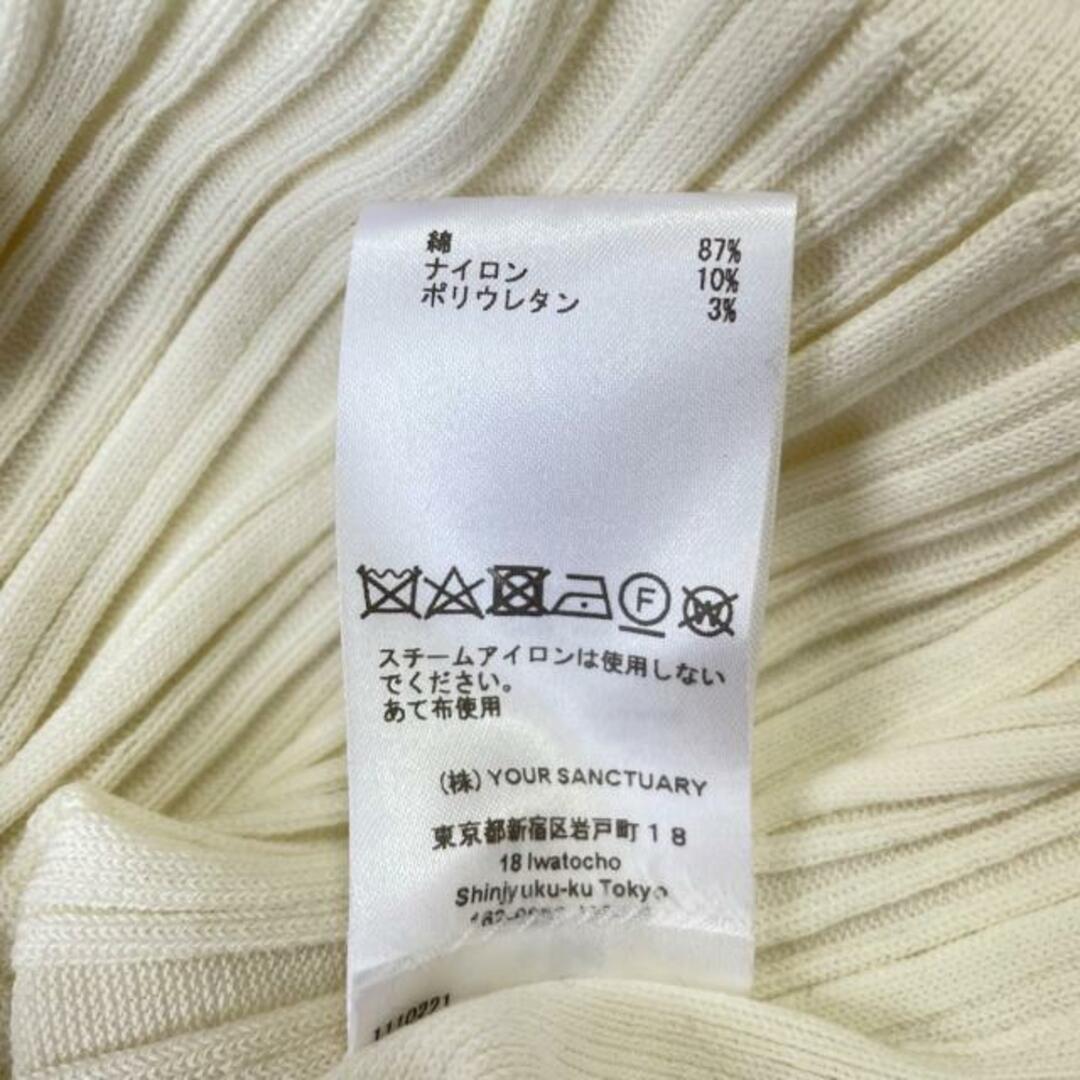 綿 87%
ナイロン 10%
ポリウレタン 3%
F W
スチームアイロンは使用しない
でください。
あて布使用
(株) YOUR SANCTUARY
東京都新宿区岩戸町18
18 Iwatocho
Shinjyuku-ku Tokyo
1110221